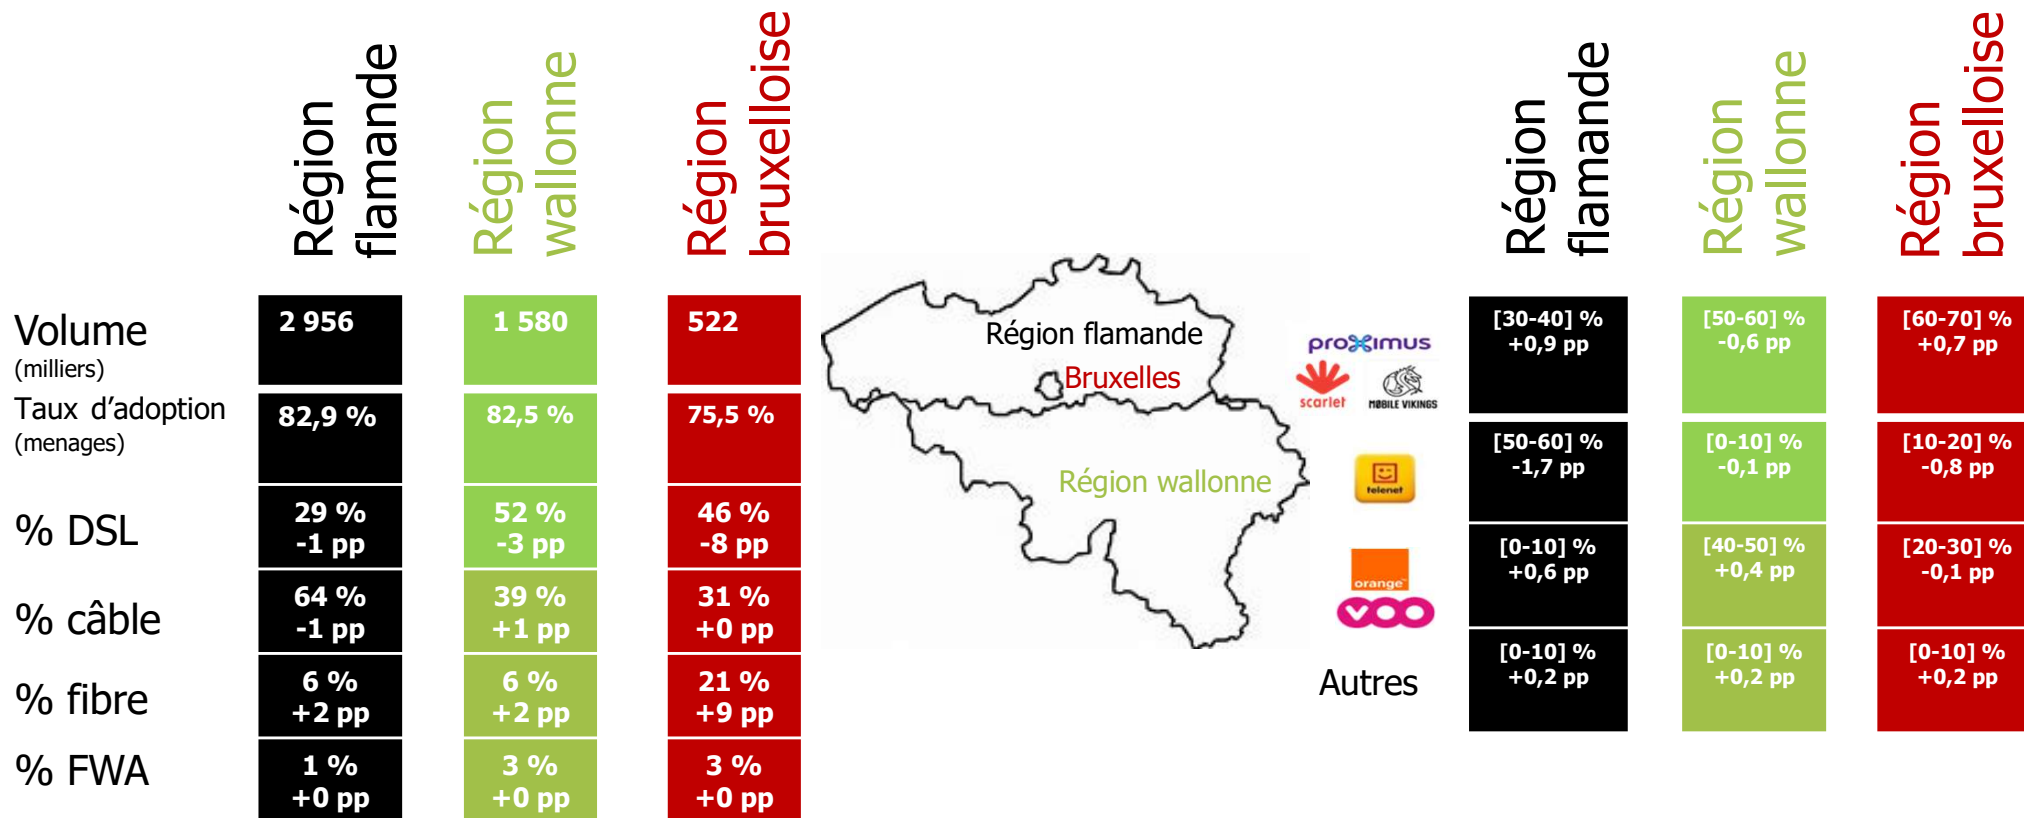 Région
flamande
Région
wallonne
Région
bruxelloise
Volume
(milliers)
2 956
1 580
522
Taux d'adoption
(menages)
82,9 %
82,5 %
75,5 %
% DSL
29 %
-1 pp
52 %
-3 pp
46 %
-8 pp
% câble
64 %
-1 pp
39 %
+1 pp
31 %
+0 pp
% fibre
6 %
+2 pp
6 %
+2 pp
21 %
+9 pp
% FWA
1 %
+0 pp
3 %
+0 pp
3 %
+0 pp
Région flamande
Bruxelles
Région wallonne
Région
flamande
Région
wallonne
Région
bruxelloise
proximus
scarlet
MØBILE VIKINGS
[30-40] %
+0,9 pp
[50-60] %
-0,6 pp
[60-70] %
+0,7 pp
telenet
[50-60] %
-1,7 pp
[0-10] %
-0,1 pp
[10-20] %
-0,8 pp
orange™
voo
[0-10] %
+0,6 pp
[40-50] %
+0,4 pp
[20-30] %
-0,1 pp
Autres
[0-10] %
+0,2 pp
[0-10] %
+0,2 pp
[0-10] %
+0,2 pp